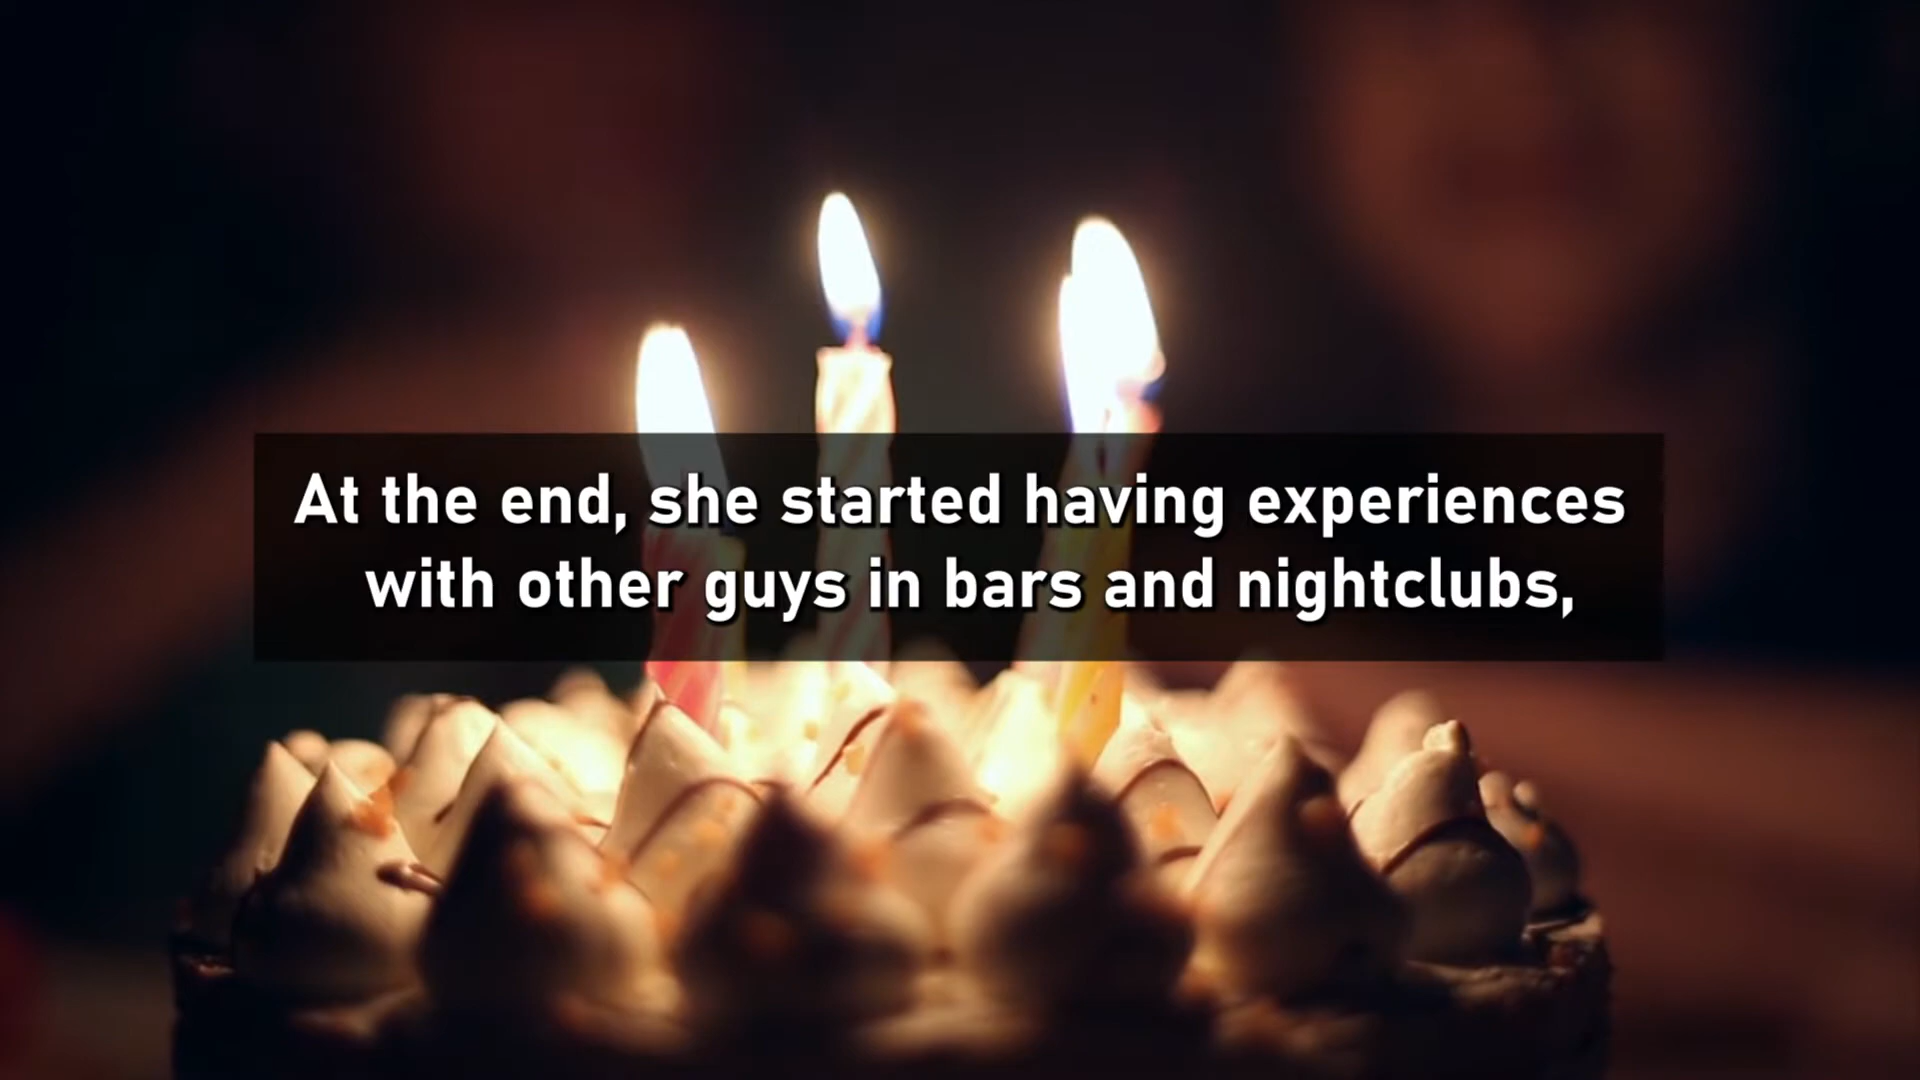 At the end, she started having experiences
with other guys in bars and nightclubs,